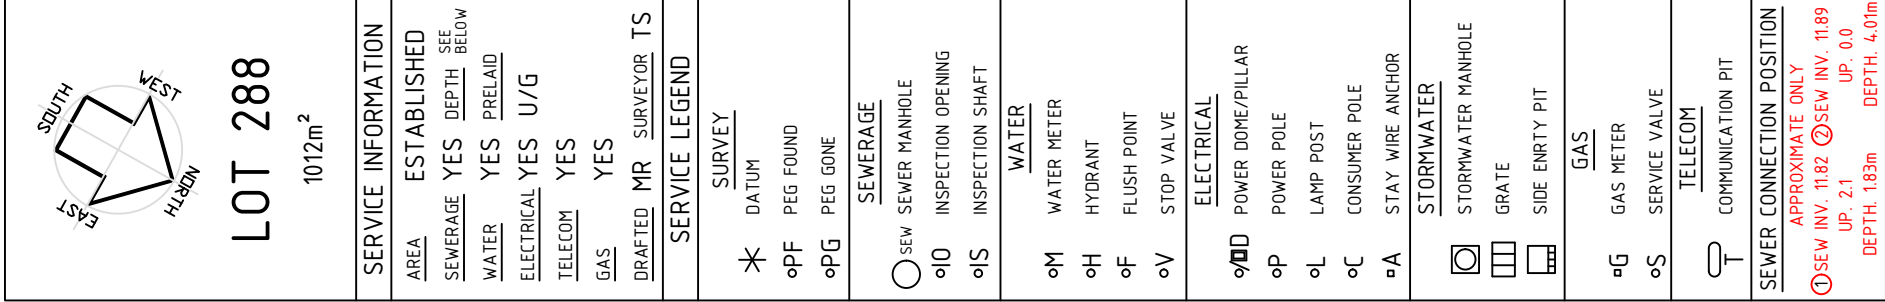 SOUTH
WEST
EAST
NORTH
LOT 288
1012m²
SERVICE INFORMATION
AREA ESTABLISHED
SEWERAGE YES DEPTH SEE BELOW
WATER YES PRELAID
ELECTRICAL YES U/G
TELECOM YES
GAS YES
DRAFTED MR SURVEYOR TS
SERVICE LEGEND
SURVEY
DATUM
PF PEG FOUND
PG PEG GONE
SEWERAGE
SEW SEWER MANHOLE
IO INSPECTION OPENING
IS INSPECTION SHAFT
WATER
M WATER METER
H HYDRANT
F FLUSH POINT
V STOP VALVE
ELECTRICAL
/ D POWER DOME/PILLAR
P POWER POLE
L LAMP POST
C CONSUMER POLE
A STAY WIRE ANCHOR
STORMWATER
STORMWATER MANHOLE
GRATE
SIDE ENRTY PIT
GAS
G GAS METER
S SERVICE VALVE
TELECOM
T COMMUNICATION PIT
SEWER CONNECTION POSITION
APPROXIMATE ONLY
1 SEW INV. 11.82 2 SEW INV. 11.89
UP. 2.1 UP. 0.0
DEPTH. 1.83m DEPTH. 4.01m